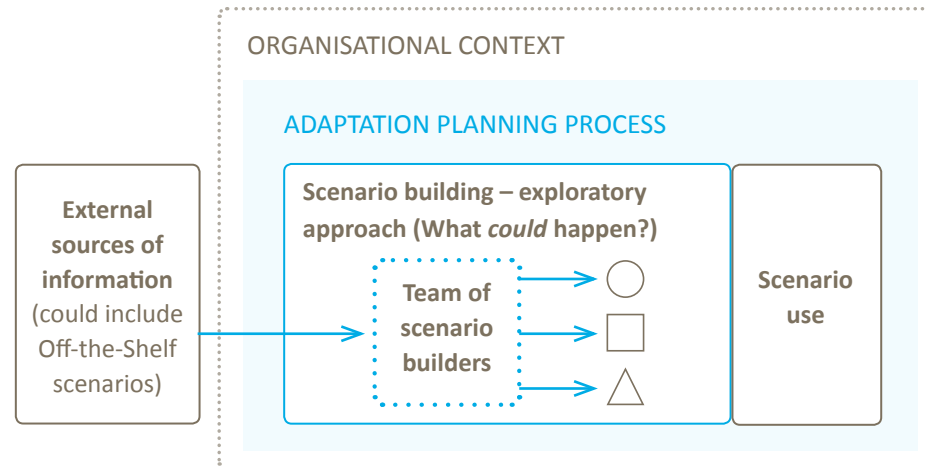 ORGANISATIONAL CONTEXT
ADAPTATION PLANNING PROCESS
External
sources of
information
(could include
Off-the-Shelf
scenarios)
Scenario building – exploratory
approach (What could happen?)
Team of
scenario
builders
Scenario
use